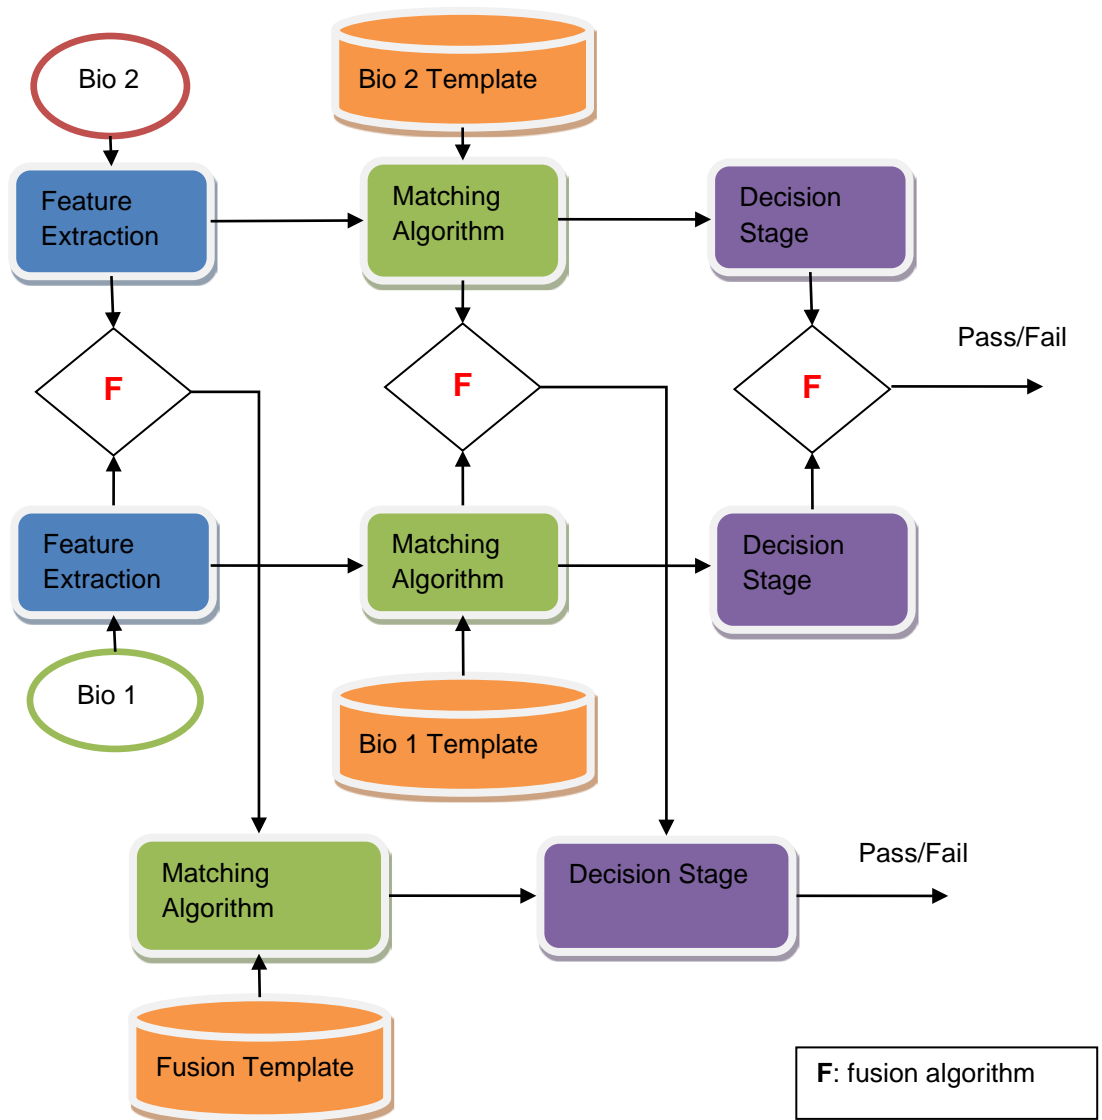 Bio 2
Bio 2 Template
Feature
Extraction
Matching
Algorithm
Decision
Stage
F
F
F
Pass/Fail
Feature
Extraction
Matching
Algorithm
Decision
Stage
Bio 1
Bio 1 Template
Matching
Algorithm
Decision Stage
Pass/Fail
Fusion Template
F: fusion algorithm